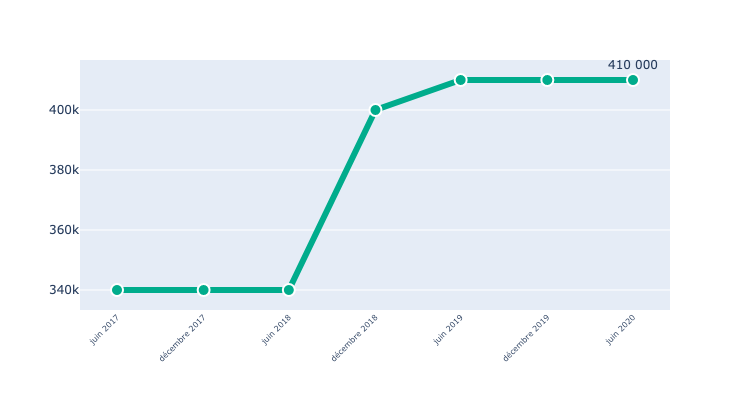 410 000
400k
380k
360k
340k
juin 2017
décembre 2017
juin 2018
décembre 2018
juin 2019
décembre 2019
juin 2020